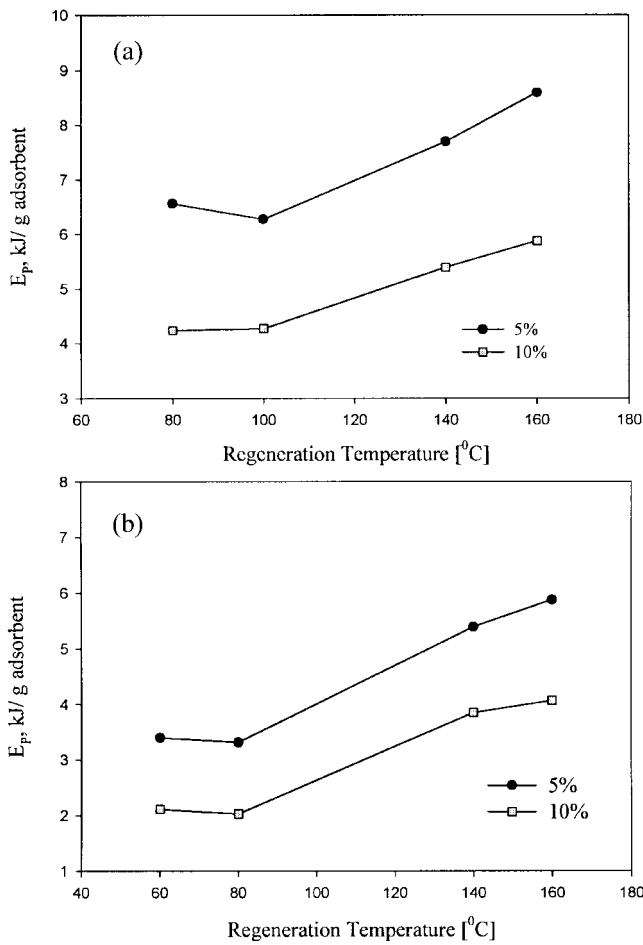 10
(a)
9
8
7
6
5
4
3
E_P, kJ/ g adsorbent
5%
10%
60 80 100 120 140 160 180
Regeneration Temperature [⁰C]
8
(b)
7
6
5
4
3
2
1
E_P, kJ/ g adsorbent
5%
10%
40 60 80 100 120 140 160 180
Regeneration Temperature [⁰C]